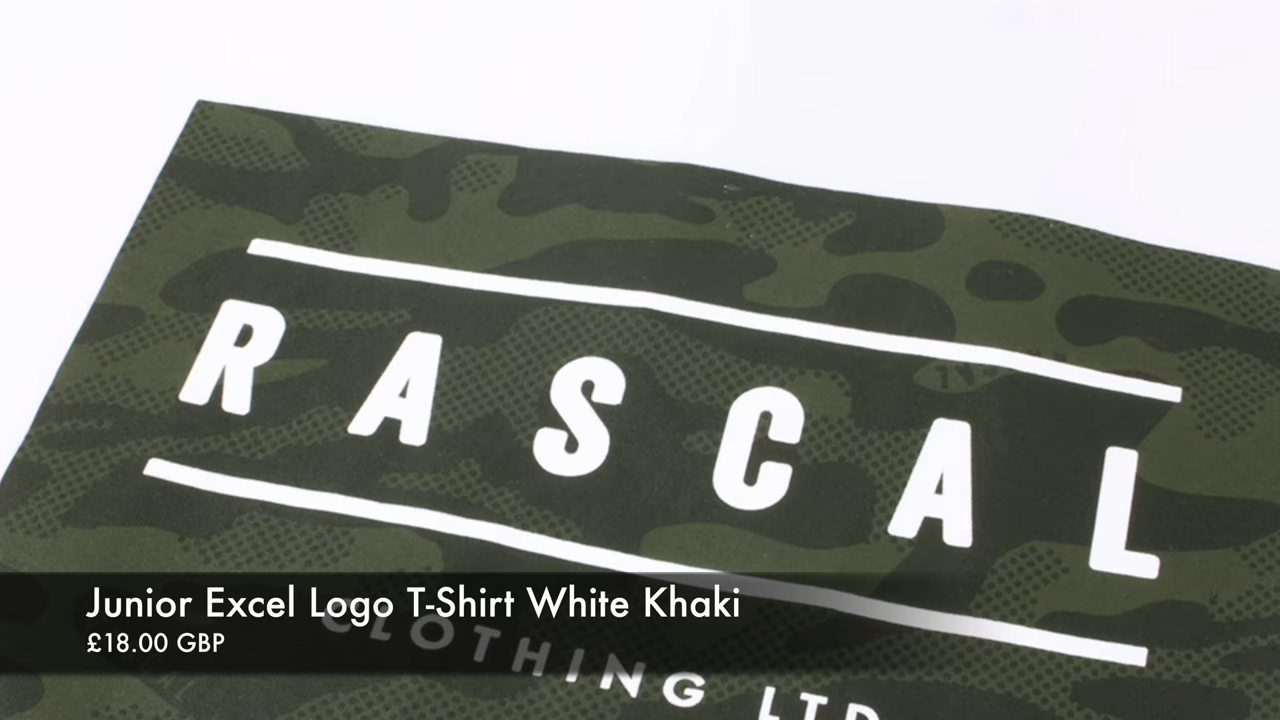 RASCAL
CLOTHING LTD
Junior Excel Logo T-Shirt White Khaki
£18.00 GBP